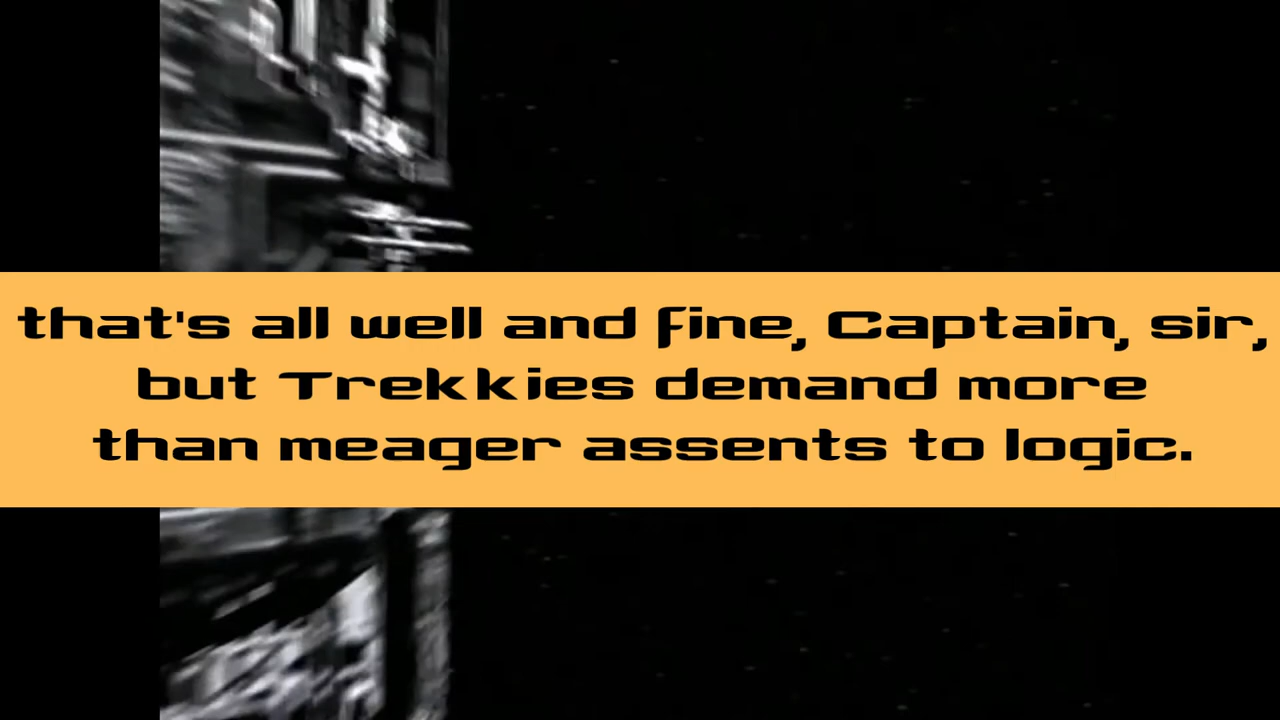 that's all well and fine, Captain, sir,
but Trekkies demand more
than meager assents to logic.